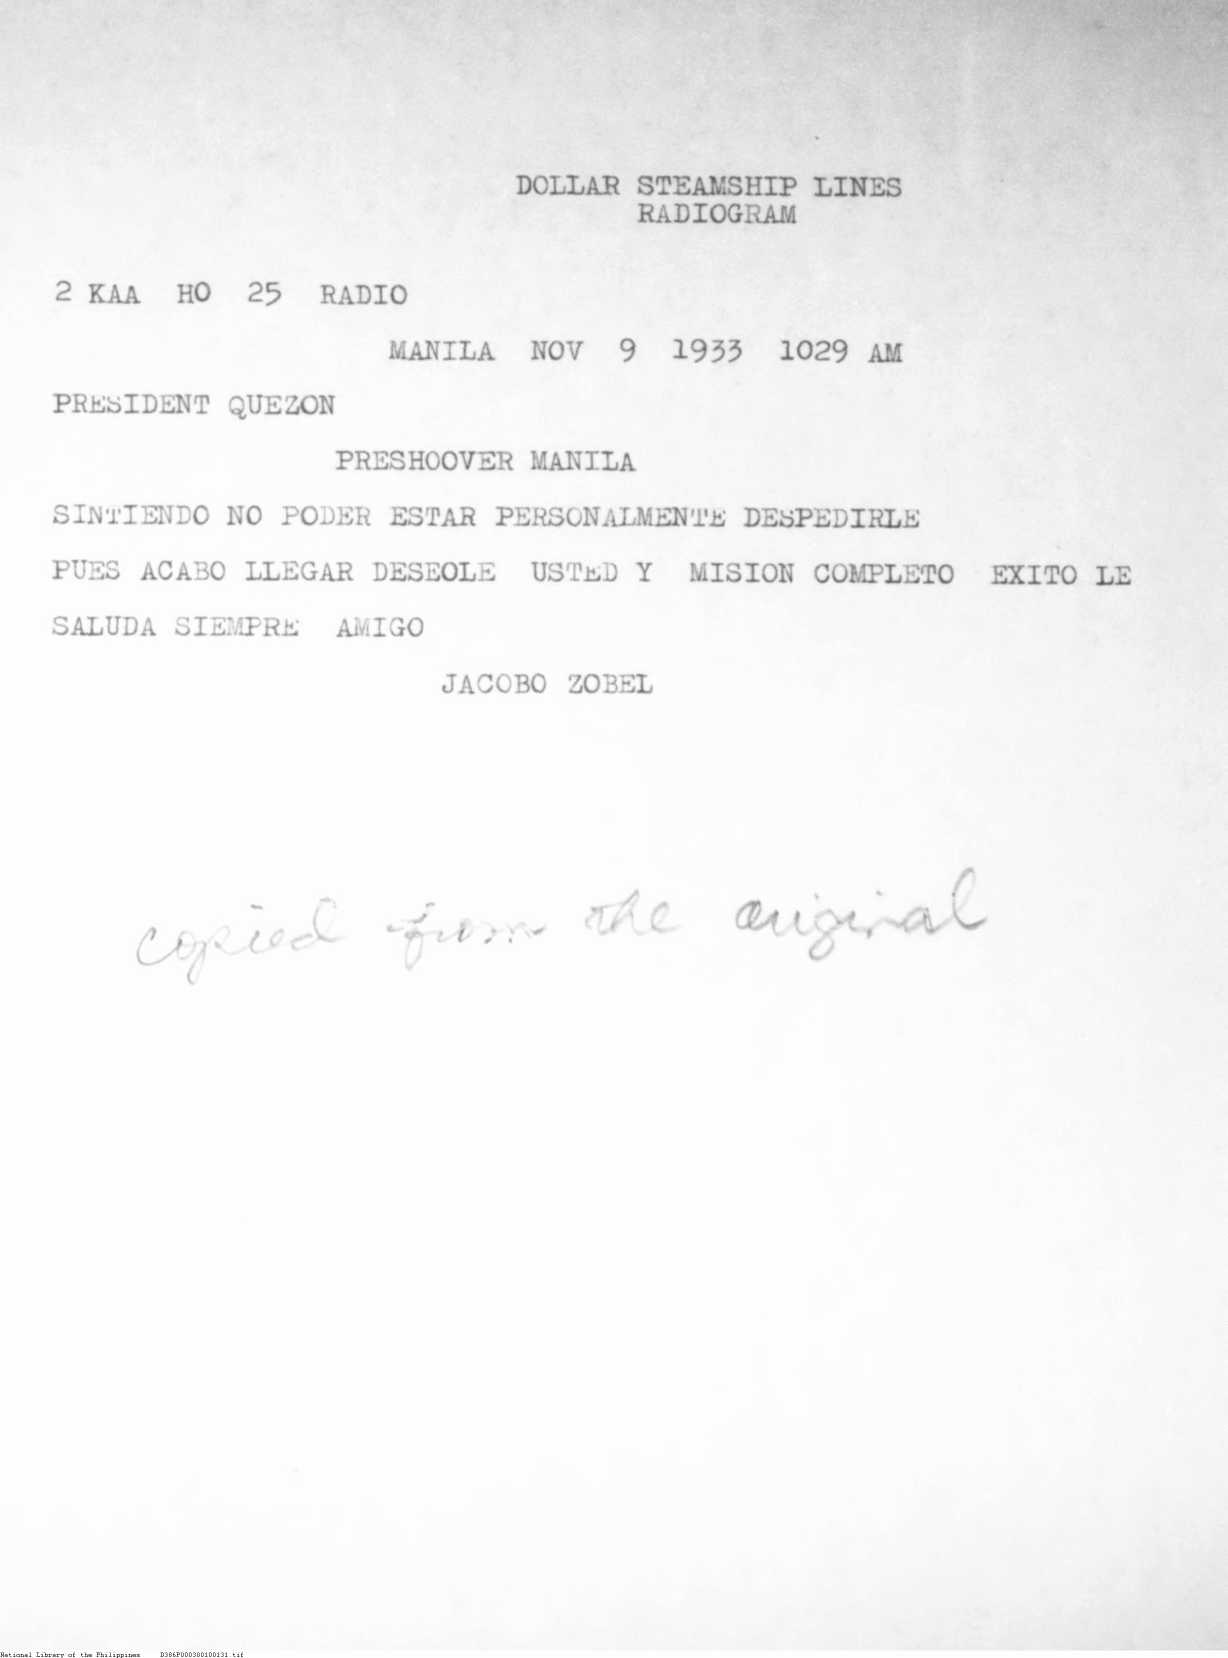 DOLLAR STEAMSHIP LINES
RADIOGRAM
2 KAA HO 25 RADIO
MANILA NOV 9 1933 1029 AM
PRESIDENT QUEZON
PRESHOOVER MANILA
SINTIENDO NO PODER ESTAR PERSONALMENTE DESPEDIRLE
PUES ACABO LLEGAR DESEOLE USTED Y MISION COMPLETO EXITO LE
SALUDA SIEMPRE AMIGO
JACOBO ZOBEL
copied from the original
National Library of the Philippines D386P000300100131.tif